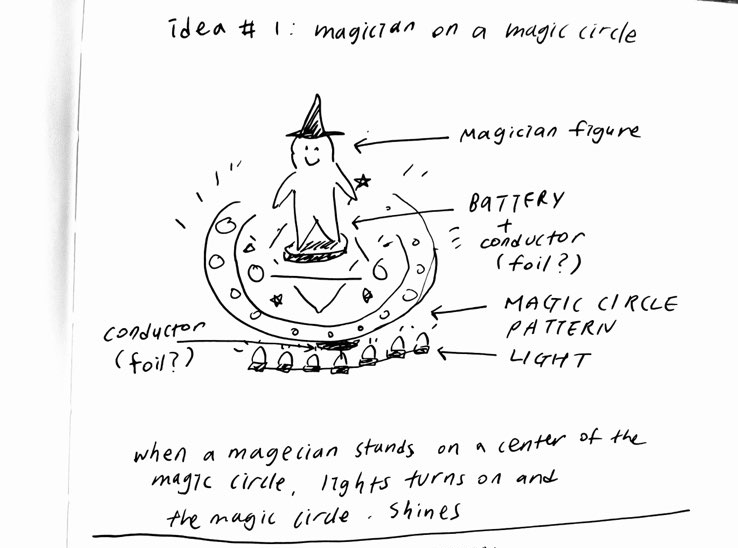 idea # 1: magician on a magic circle
magician figure
BATTERY
+
conductor
(foil?)
MAGIC CIRCLE
PATTERN
LIGHT
conductor
(foil?)
when a magecian stands on a center of the
magic circle, lights turns on and
the magic circle. shines